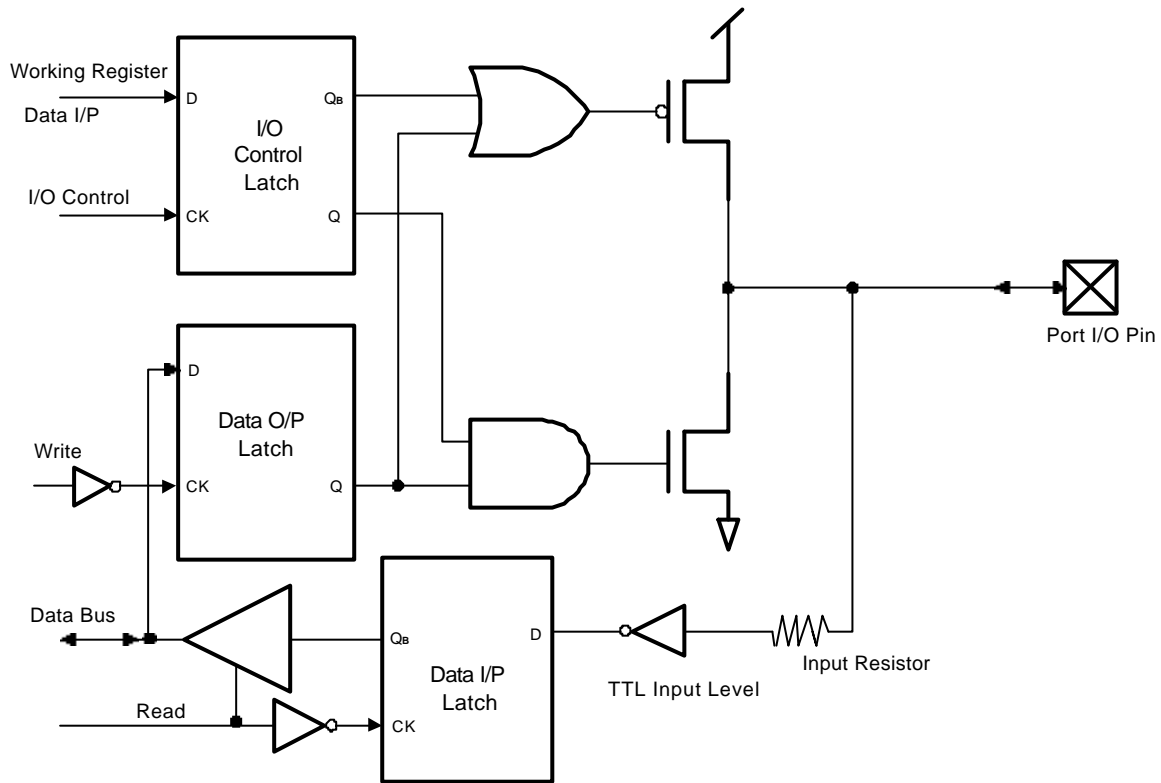 Working Register
Data I/P
I/O Control
D
QB
I/O
Control
Latch
CK
Q
Port I/O Pin
D
Data O/P
Latch
Write
CK
Q
Data Bus
QB
D
Data I/P
Latch
CK
Read
TTL Input Level
Input Resistor